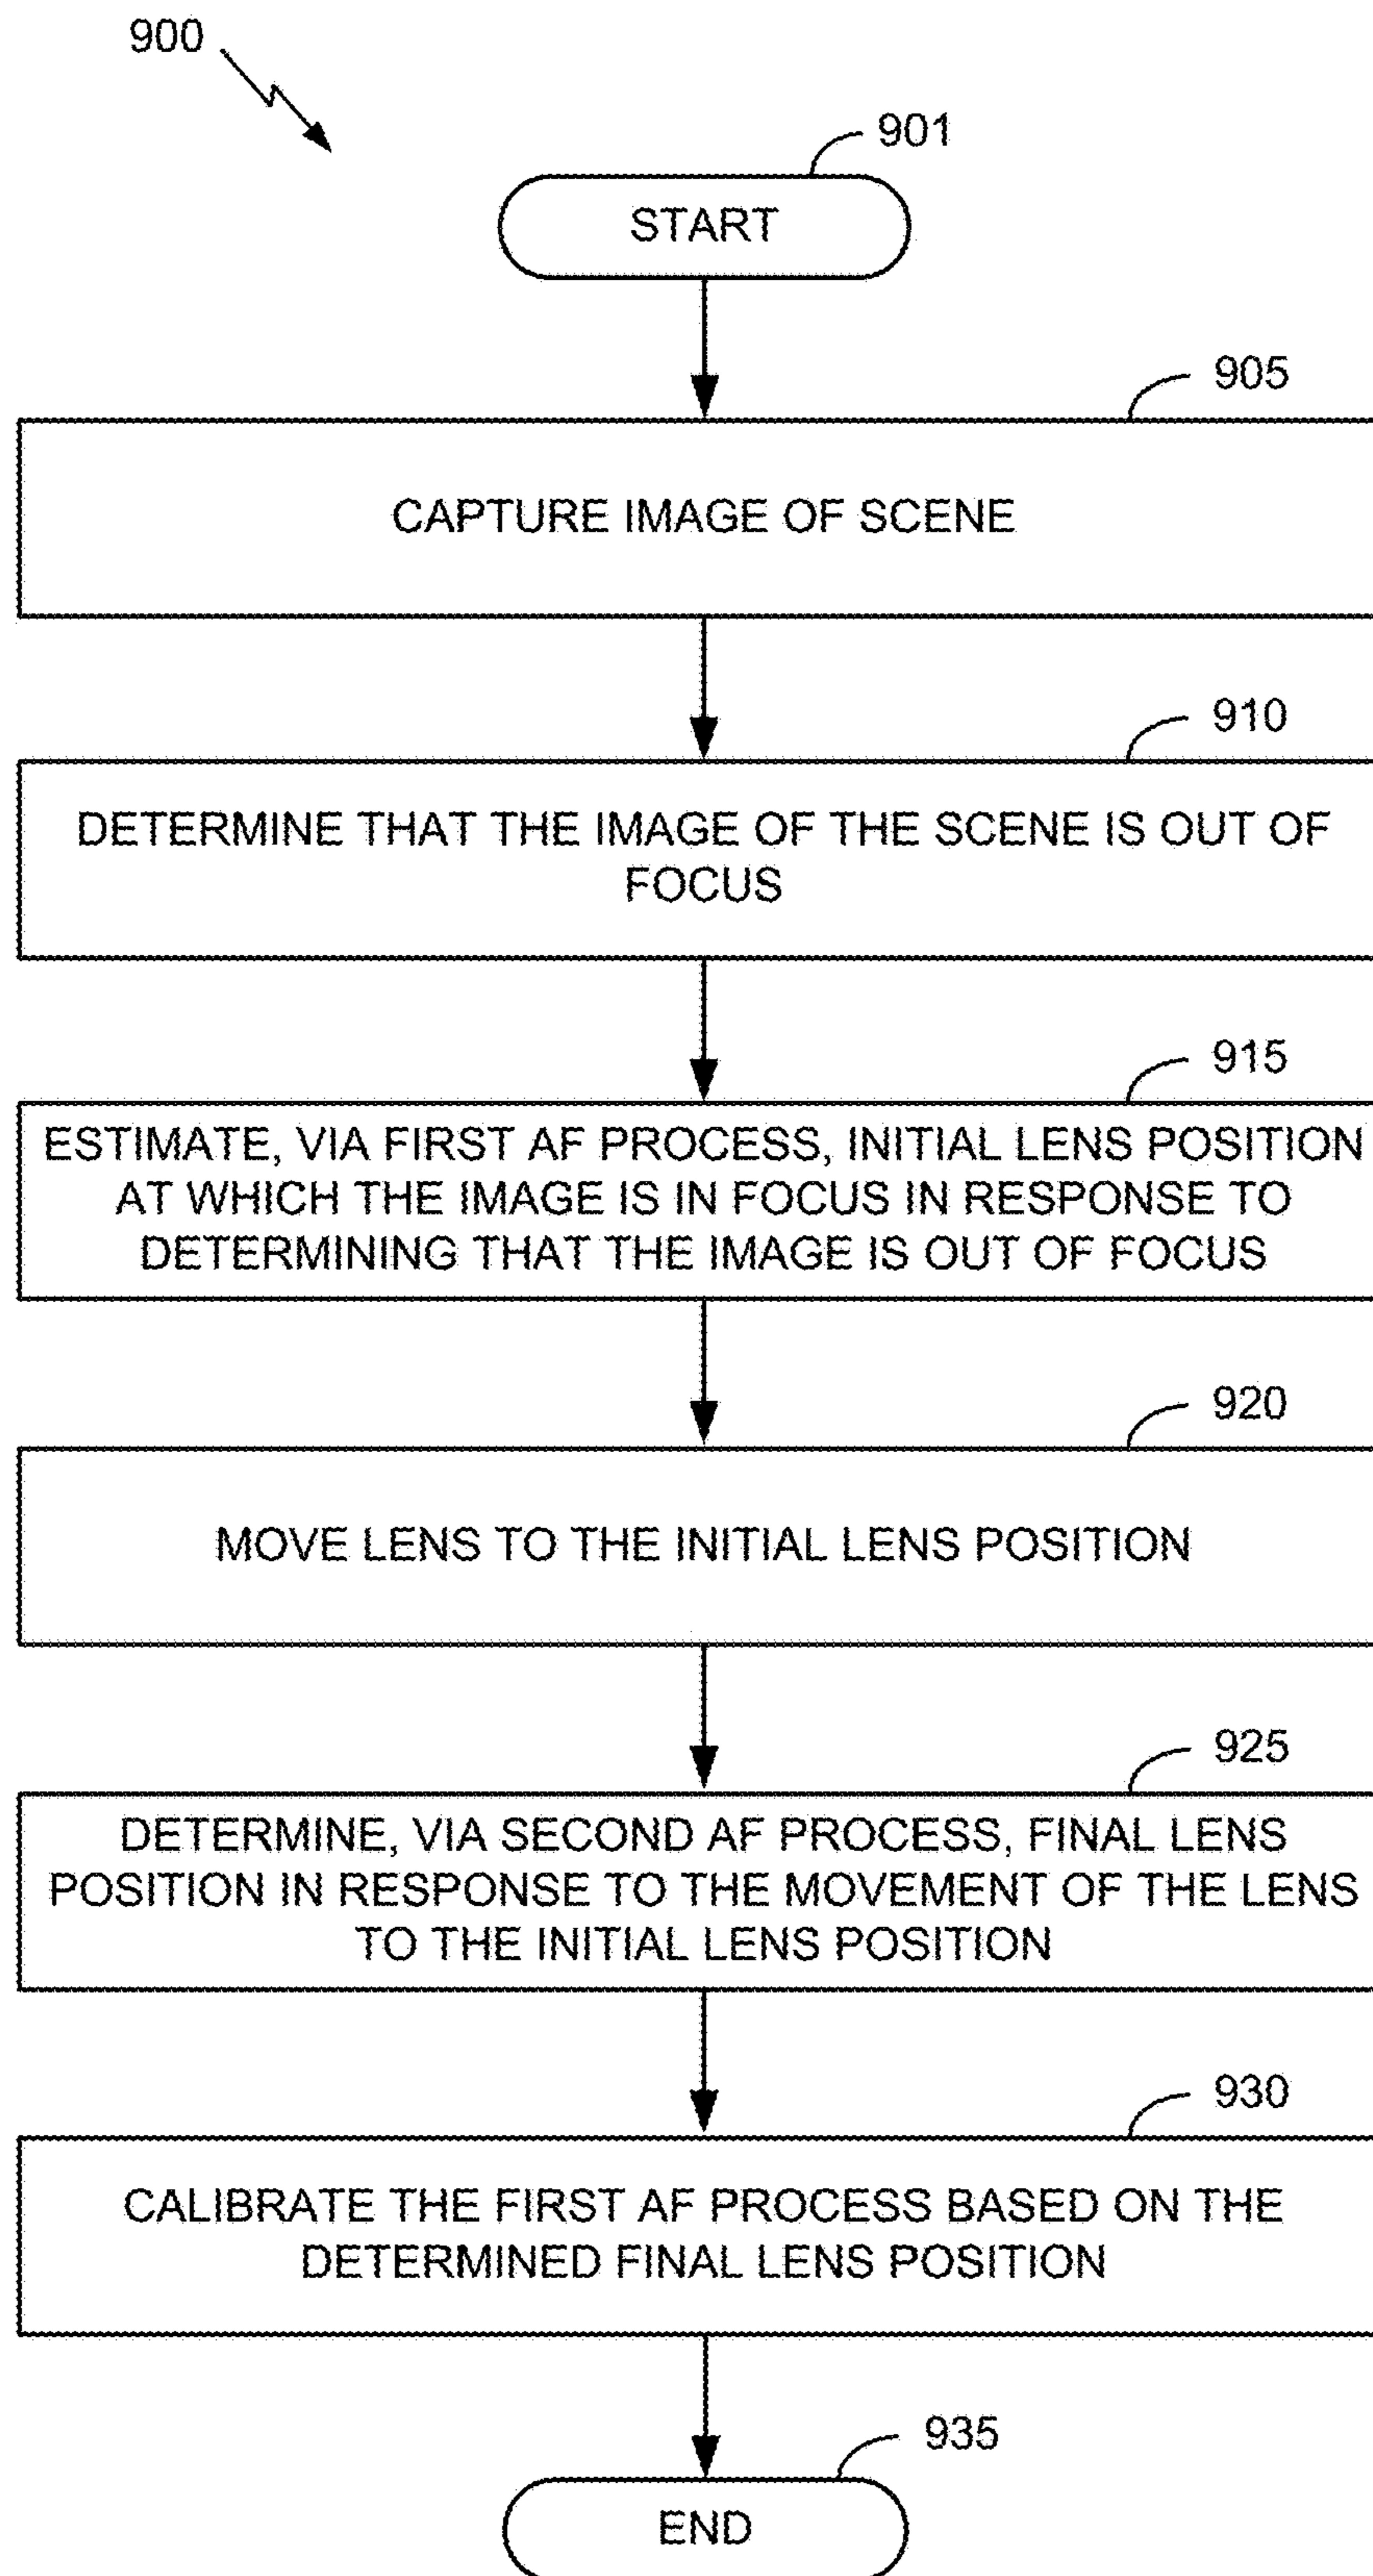 900
901
START
905
CAPTURE IMAGE OF SCENE
910
DETERMINE THAT THE IMAGE OF THE SCENE IS OUT OF
FOCUS
915
ESTIMATE, VIA FIRST AF PROCESS, INITIAL LENS POSITION
AT WHICH THE IMAGE IS IN FOCUS IN RESPONSE TO
DETERMINING THAT THE IMAGE IS OUT OF FOCUS
920
MOVE LENS TO THE INITIAL LENS POSITION
925
DETERMINE, VIA SECOND AF PROCESS, FINAL LENS
POSITION IN RESPONSE TO THE MOVEMENT OF THE LENS
TO THE INITIAL LENS POSITION
930
CALIBRATE THE FIRST AF PROCESS BASED ON THE
DETERMINED FINAL LENS POSITION
935
END